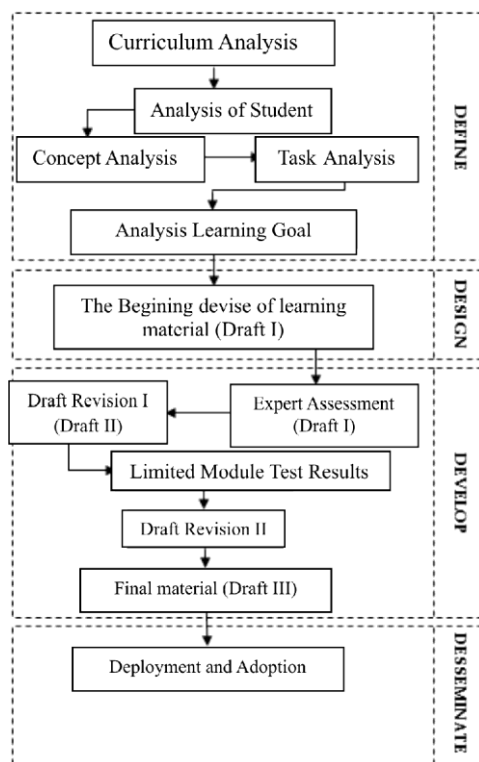 Curriculum Analysis
Analysis of Student
Concept Analysis
Task Analysis
Analysis Learning Goal
DEFINE
The Begining devise of learning
material (Draft I)
DESIGN
Expert Assessment
(Draft I)
Draft Revision I
(Draft II)
Limited Module Test Results
Draft Revision II
Final material (Draft III)
DEVELOP
Deployment and Adoption
DESSEMINATE